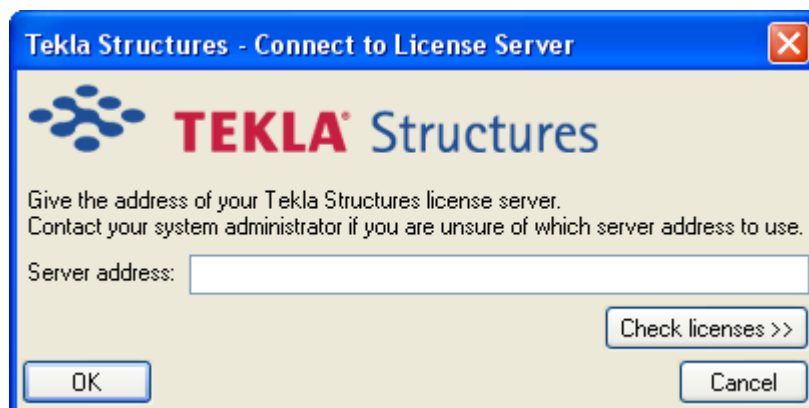 Tekla Structures - Connect to License Server
TEKLA® Structures
Give the address of your Tekla Structures license server.
Contact your system administrator if you are unsure of which server address to use.
Server address:
Check licenses >>
OK Cancel